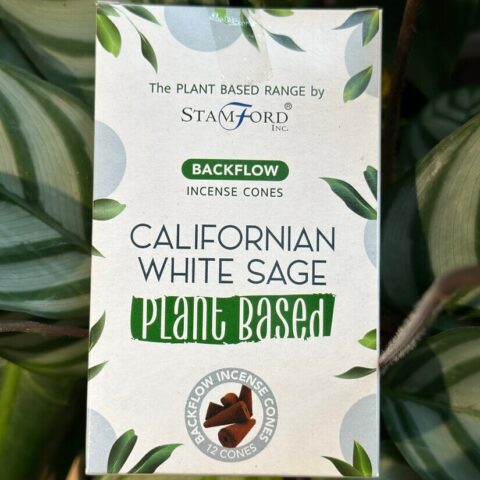 The PLANT BASED RANGE by
STAMFORD®
INC.
BACKFLOW
INCENSE CONES
CALIFORNIAN
WHITE SAGE
Plant Based
BACKFLOW INCENSE CONES
12 CONES